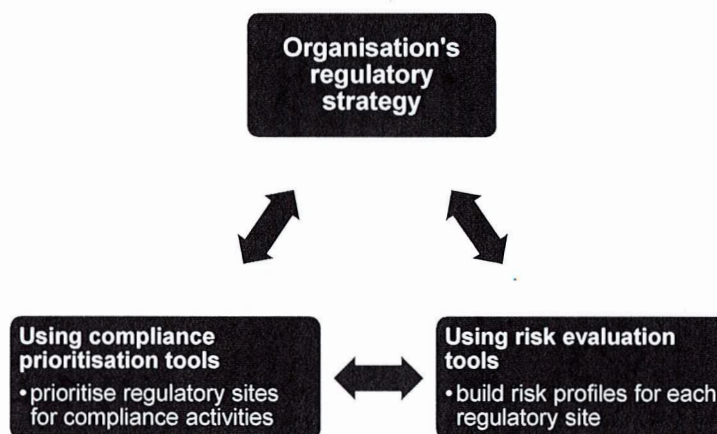 Organisation's
regulatory
strategy
Using compliance
prioritisation tools
• prioritise regulatory sites
for compliance activities
Using risk evaluation
tools
• build risk profiles for each
regulatory site